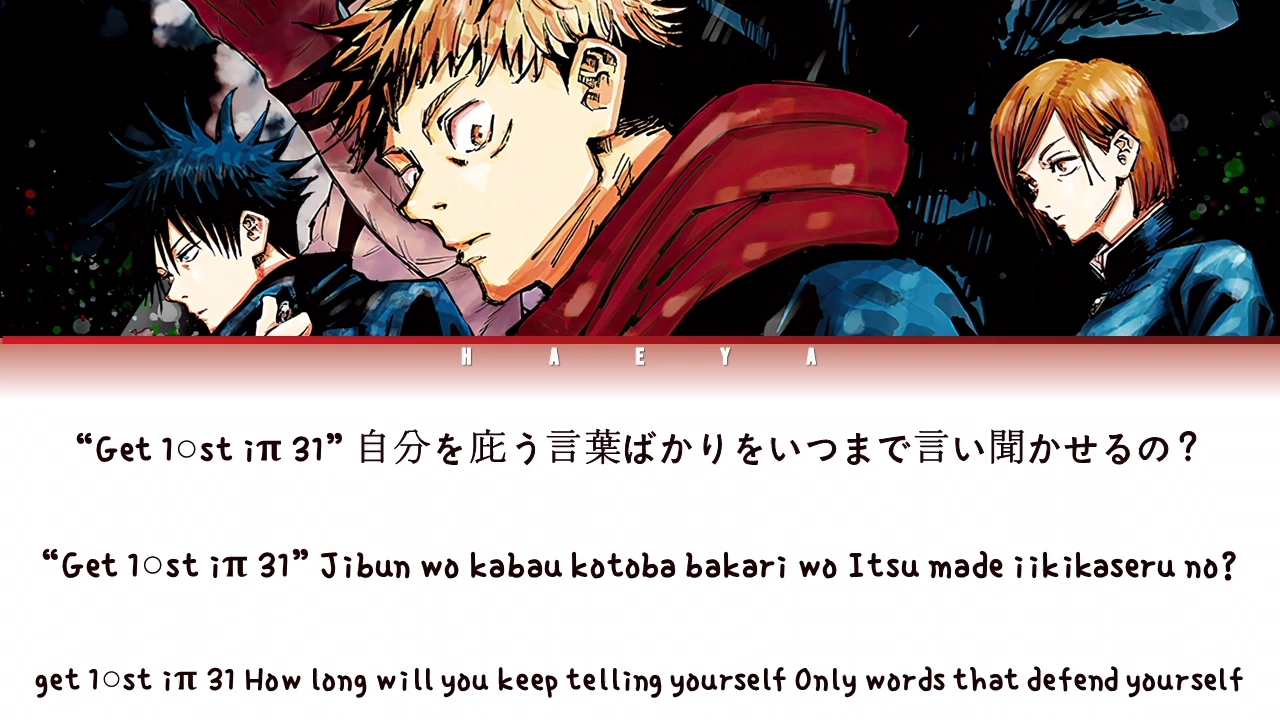 H A E Y A
“Get 1○st iπ 31” 自分を庇う言葉ばかりをいつまで言い聞かせるの？
“Get 1○st iπ 31” Jibun wo kabau kotoba bakari wo Itsu made iikikaseru no?
get 1○st iπ 31 How long will you keep telling yourself Only words that defend yourself